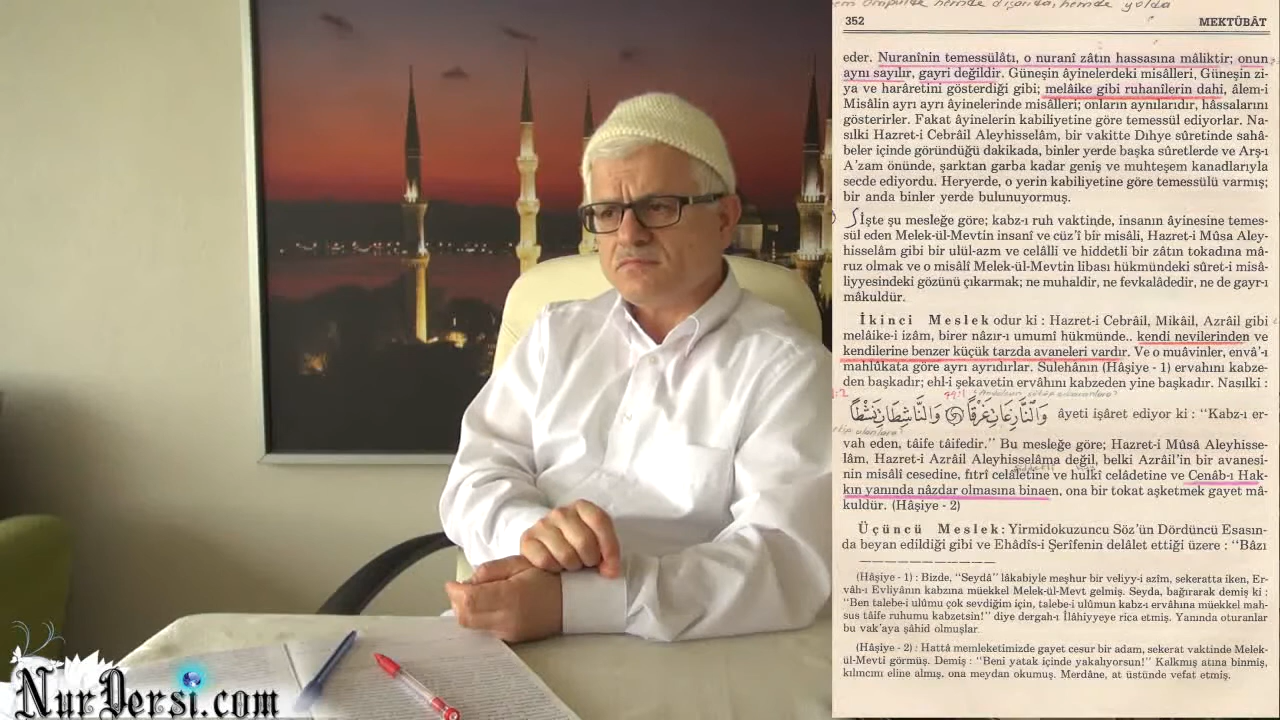 352 MEKTÛBÂT
eder. Nuranînin temessülâtı, o nuranî zâtın hassasına mâliktir; onun
aynı sayılır, gayri değildir. Güneşin âyinelerdeki misâlleri, Güneşin zi-
ya ve harâretini gösterdiği gibi; melâike gibi ruhanîlerin dahi, âlem-i
Misâlin ayrı ayrı âyinelerinde misâlleri; onların aynılarıdır, hâssalarını
gösterirler. Fakat âyinelerin kabiliyetine göre temessül ediyorlar. Na-
sılki Hazret-i Cebrâil Aleyhisselâm, bir vakitte Dıhye sûretinde sahâ-
beler içinde göründüğü dakikada, binler yerde başka sûretlerde ve Arş-ı
A'zam önünde, şarktan garba kadar geniş ve muhteşem kanadlarıyla
secde ediyordu. Heryerde, o yerin kabiliyetine göre temessülü varmış;
bir anda binler yerde bulunuyormuş.
İşte şu mesleğe göre; kabz-ı ruh vaktinde, insanın âyinesine temes-
sül eden Melek-ül-Mevtin insanî ve cüz'î bir misâli, Hazret-i Mûsa Aley-
hisselâm gibi bir ulül-azm ve celâlli ve hiddetli bir zâtın tokadına mâ-
ruz olmak ve o misâlî Melek-ül-Mevtin libası hükmündeki sûret-i misâ-
liyyesindeki gözünü çıkarmak; ne muhaldir, ne fevkalâdedir, ne de gayr-ı
mâkuldür.
İkinci Meslek odur ki : Hazret-i Cebrâil, Mikâil, Azrâil gibi
melâike-i izâm, birer nâzır-ı umumî hükmünde.. kendi nevilerinden ve
kendilerine benzer küçük tarzda avaneleri vardır. Ve o muâvinler, envâ'-ı
mahlûkata göre ayrı ayrıdırlar. Sulehânın (Hâşiye - 1) ervahını kabze-
den başkadır; ehl-i şekavetin ervâhını kabzeden yine başkadır. Nasılki :
وَالنَّازِعَاتِ غَرْقًا وَالنَّاشِطَاتِ نَشْطًا âyeti işâret ediyor ki : "Kabz-ı er-
vah eden, tâife tâifedir." Bu mesleğe göre; Hazret-i Mûsâ Aleyhisse-
lâm, Hazret-i Azrâil Aleyhisselâma değil, belki Azrâil'in bir avanesi-
nin misâlî cesedine, fıtrî celâletine ve hulkî celâdetine ve Cenâb-ı Hak-
kın yanında nâzdar olmasına binaen, ona bir tokat aşketmek gayet mâ-
kuldür. (Hâşiye - 2)
Üçüncü Meslek : Yirmidokuzuncu Söz'ün Dördüncü Esasın-
da beyan edildiği gibi ve Ehâdîs-i Şerîfenin delâlet ettiği üzere : "Bâzı
(Hâşiye - 1) : Bizde, "Seydâ" lâkabiyle meşhur bir veliyy-i azîm, sekeratta iken, Er-
vâh-ı Evliyânın kabzına müekkel Melek-ül-Mevt gelmiş. Seyda, bağırarak demiş ki :
"Ben talebe-i ulûmu çok sevdiğim için, talebe-i ulûmun kabz-ı ervâhına müekkel mah-
sus tâife ruhumu kabzetsin!" diye dergah-ı İlâhiyyeye rica etmiş. Yanında oturanlar
bu vak'aya şâhid olmuşlar.
(Hâşiye - 2) : Hattâ memleketimizde gayet cesur bir adam, sekerat vaktinde Melek-
ül-Mevti görmüş. Demiş : "Beni yatak içinde yakalıyorsun!" Kalkmış atına binmiş,
kılıncını eline almış, ona meydan okumuş. Merdâne, at üstünde vefat etmiş.
NurDersi.com